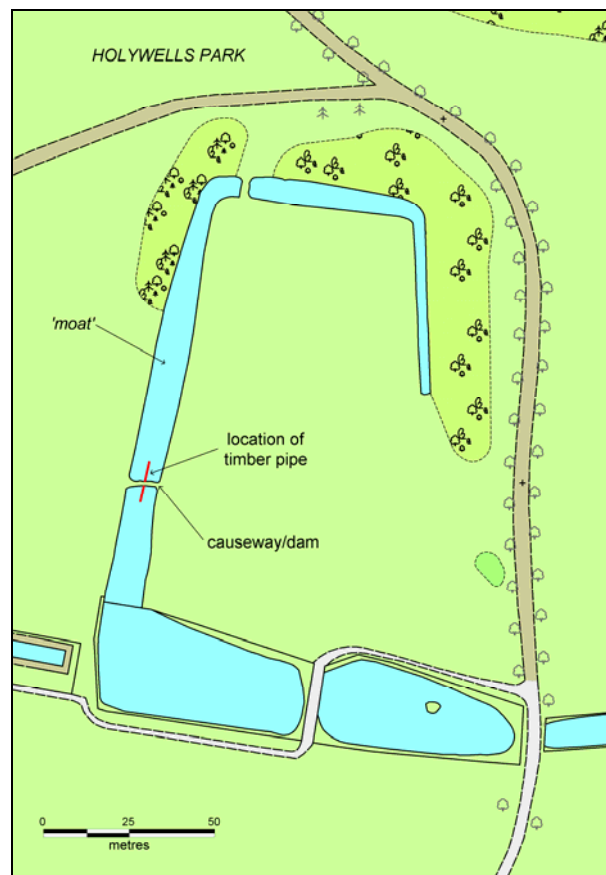 HOLYWELLS PARK
'moat'
location of
timber pipe
causeway/dam
0 25 50
metres